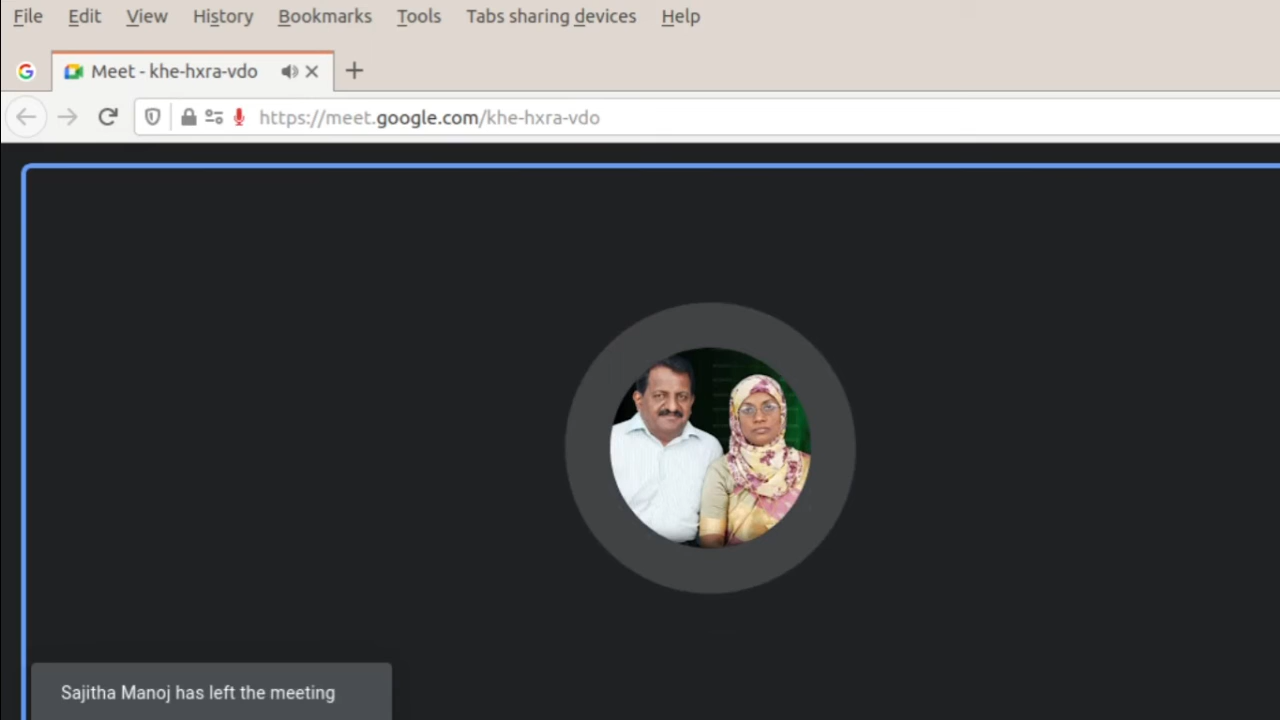 File Edit View History Bookmarks Tools Tabs sharing devices Help
Meet - khe-hxra-vdo
https://meet.google.com/khe-hxra-vdo
Sajitha Manoj has left the meeting